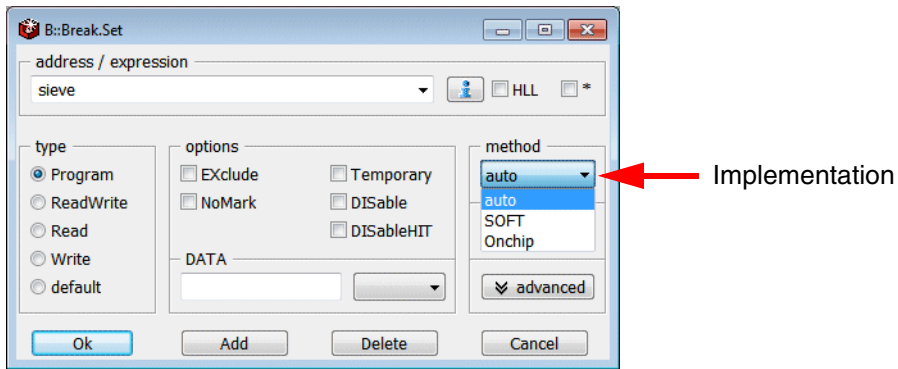 B::Break.Set
address / expression
sieve
HLL
*
type
options
method
Program
EXclude
Temporary
auto
Implementation
ReadWrite
NoMark
DISable
auto
SOFT
Read
DISableHIT
Onchip
Write
DATA
default
advanced
Ok
Add
Delete
Cancel